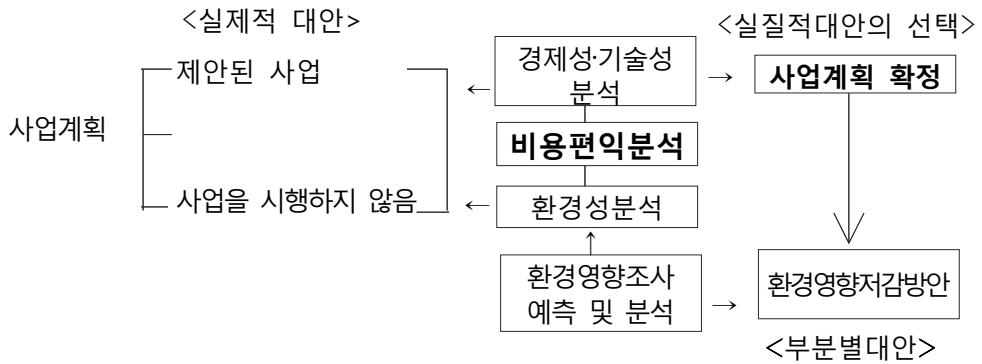 <실제적 대안>
<실질적대안의 선택>
사업계획
제안된 사업
사업을 시행하지 않음
←
경제성·기술성
분석
→
사업계획 확정
비용편익분석
←
환경성분석
↑
환경영향조사
예측 및 분석
→
환경영향저감방안
<부분별대안>